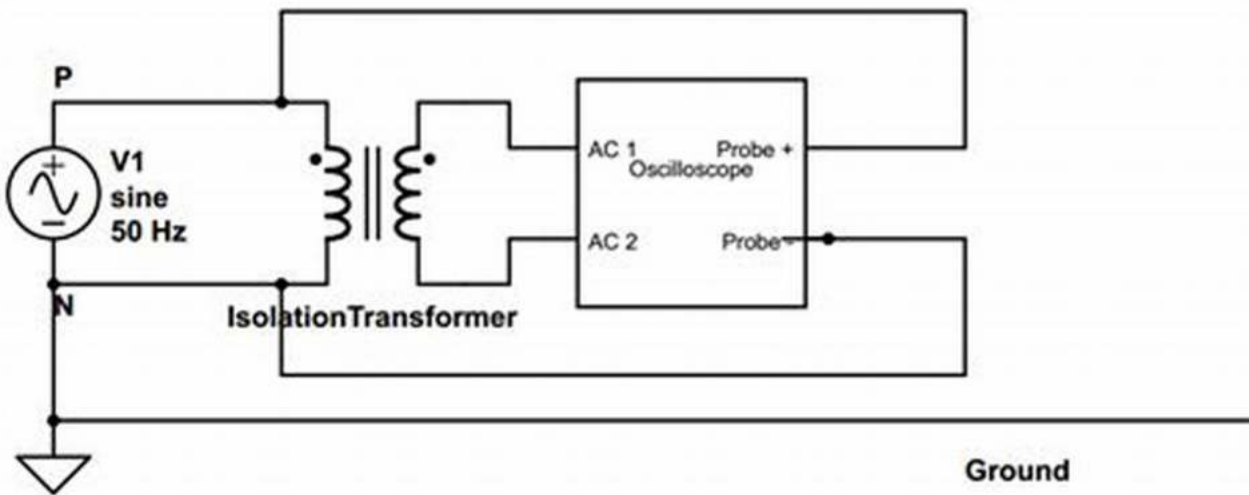 P
V1
sine
50 Hz
N
IsolationTransformer
AC 1
Probe +
Oscilloscope
AC 2
Probe-
Ground